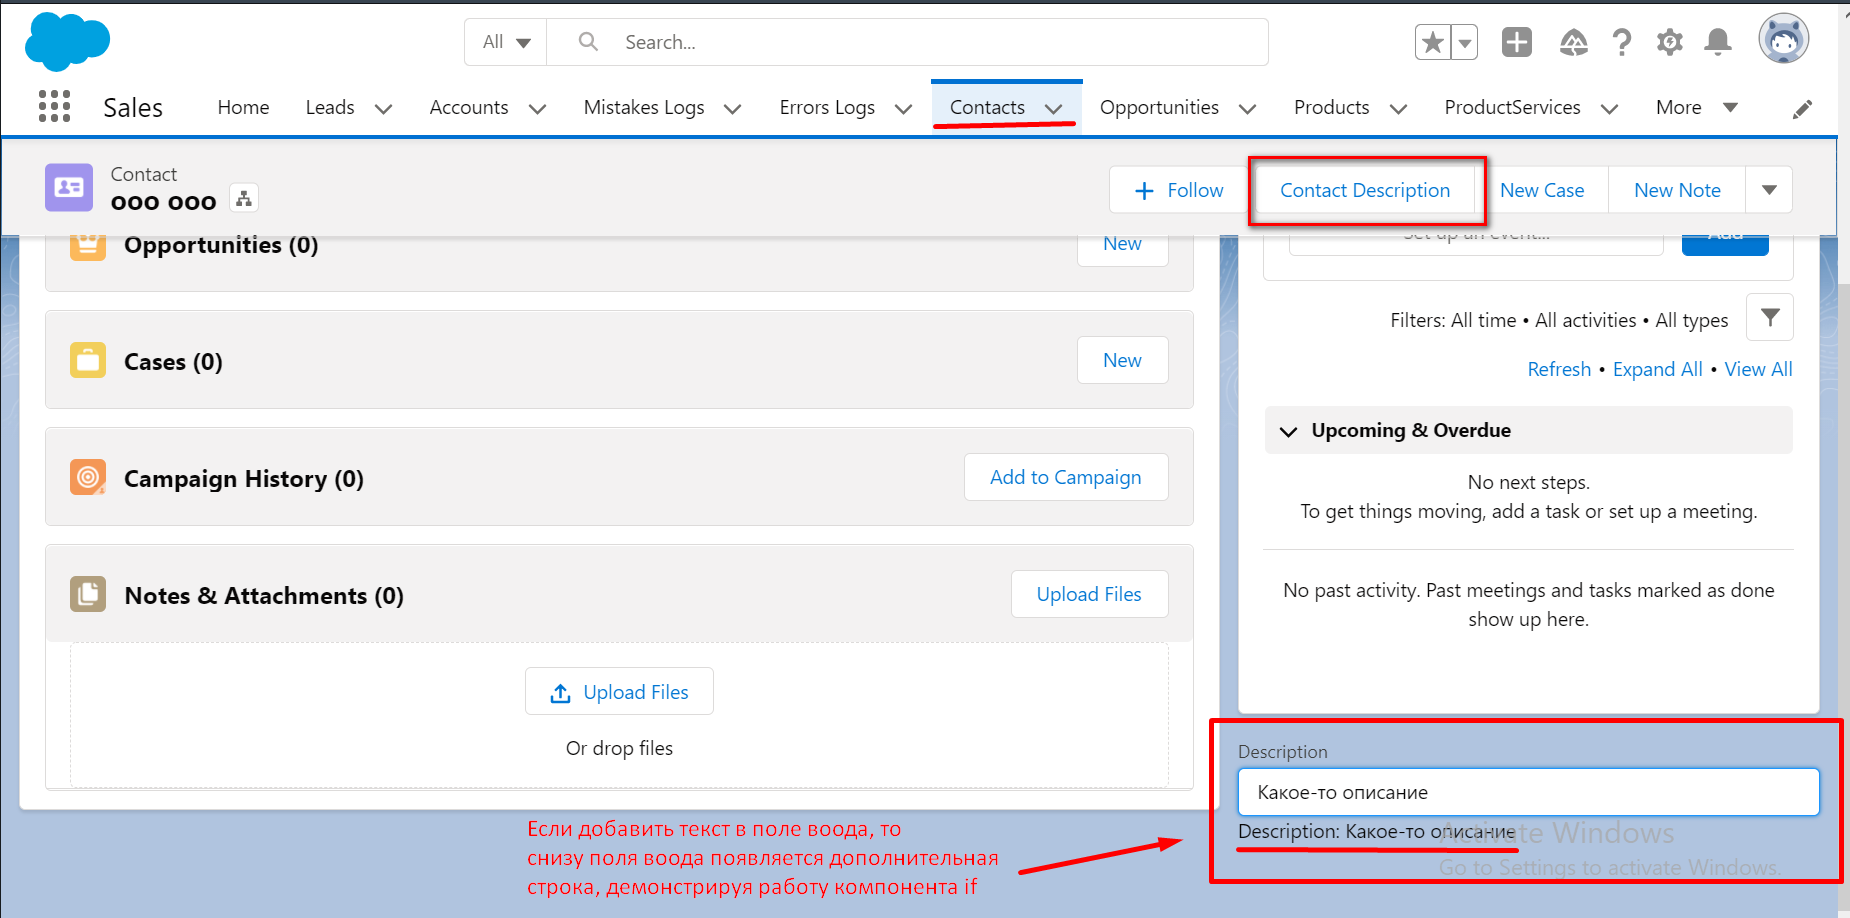 All
Search...
Sales
Home
Leads
Accounts
Mistakes Logs
Errors Logs
Contacts
Opportunities
Products
ProductServices
More
Contact
ooo ooo
Follow
Contact Description
New Case
New Note
Opportunities (0)
New
Set up an event...
Add
Cases (0)
New
Campaign History (0)
Add to Campaign
Notes & Attachments (0)
Upload Files
Upload Files
Or drop files
Filters: All time • All activities • All types
Refresh • Expand All • View All
Upcoming & Overdue
No next steps.
To get things moving, add a task or set up a meeting.
No past activity. Past meetings and tasks marked as done
show up here.
Description
Какое-то описание
Description: Какое-то описание
Activate Windows
Go to Settings to activate Windows.
Если добавить текст в поле воода, то
снизу поля воода появляется дополнительная
строка, демонстрируя работу компонента if